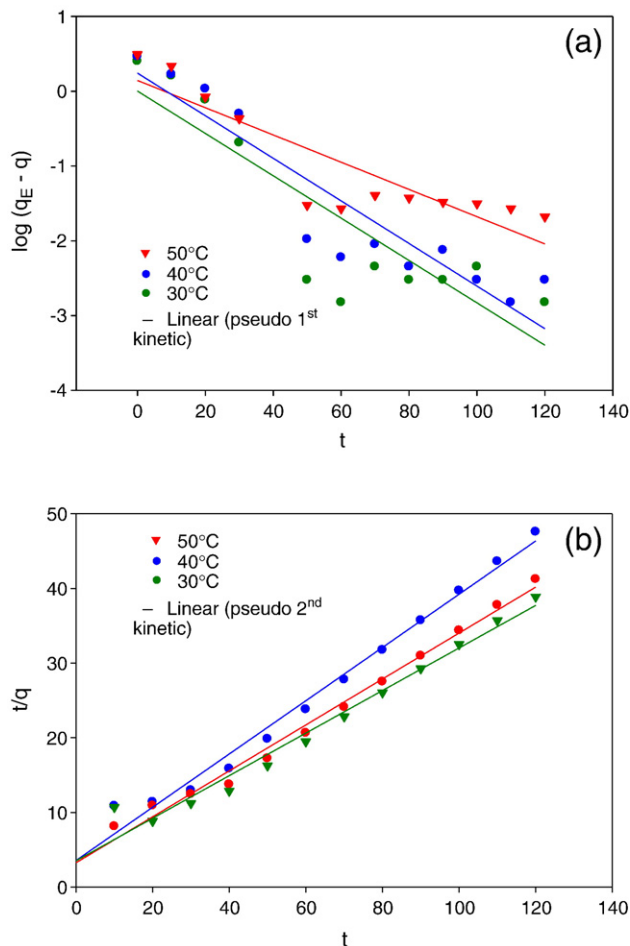 (a)
1
0
-1
-2
-3
-4
log (qE - q)
50°C
40°C
30°C
– Linear (pseudo 1st
kinetic)
0 20 40 60 80 100 120 140
t
(b)
50
40
30
20
10
0
t/q
50°C
40°C
30°C
– Linear (pseudo 2nd
kinetic)
0 20 40 60 80 100 120 140
t